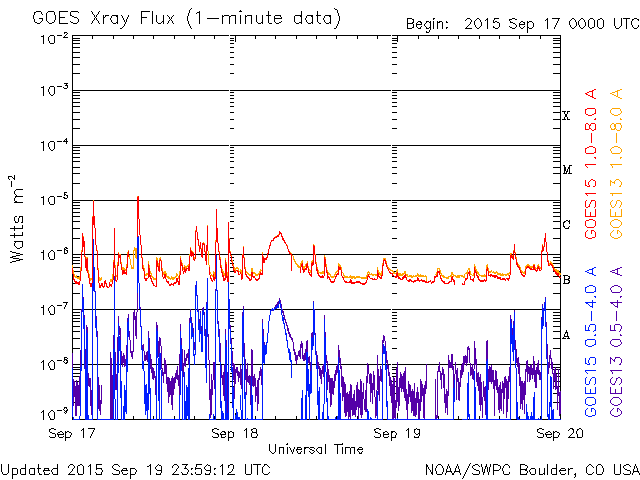 GOES Xray Flux (1-minute data)
Begin: 2015 Sep 17 0000 UTC
10-2
10-3
10-4
10-5
10-6
10-7
10-8
10-9
Watts m-2
X
M
C
B
A
GOES15 1.0-8.0 A
GOES13 1.0-8.0 A
GOES15 0.5-4.0 A
GOES13 0.5-4.0 A
Sep 17
Sep 18
Sep 19
Sep 20
Universal Time
Updated 2015 Sep 19 23:59:12 UTC
NOAA/SWPC Boulder, CO USA